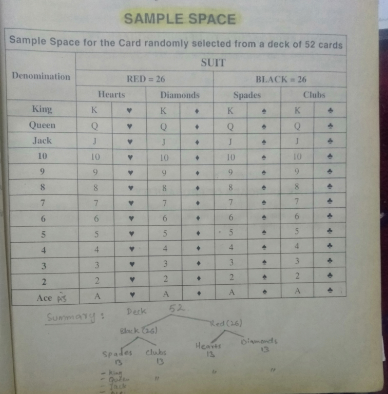 SAMPLE SPACE
Sample Space for the Card randomly selected from a deck of 52 cards
Denomination SUIT
RED = 26 BLACK = 26
Hearts Diamonds Spades Clubs
King K ♥ K ♦ K ♠ K ♣
Queen Q ♥ Q ♦ Q ♠ Q ♣
Jack J ♥ J ♦ J ♠ J ♣
10 10 ♥ 10 ♦ 10 ♠ 10 ♣
9 9 ♥ 9 ♦ 9 ♠ 9 ♣
8 8 ♥ 8 ♦ 8 ♠ 8 ♣
7 7 ♥ 7 ♦ 7 ♠ 7 ♣
6 6 ♥ 6 ♦ 6 ♠ 6 ♣
5 5 ♥ 5 ♦ 5 ♠ 5 ♣
4 4 ♥ 4 ♦ 4 ♠ 4 ♣
3 3 ♥ 3 ♦ 3 ♠ 3 ♣
2 2 ♥ 2 ♦ 2 ♠ 2 ♣
Ace A ♥ A ♦ A ♠ A ♣
Summary : Deck 52
Black (26) Red (26)
Spades Clubs Hearts Diamonds
13 13 13 13
King " "
Queen "
Jack